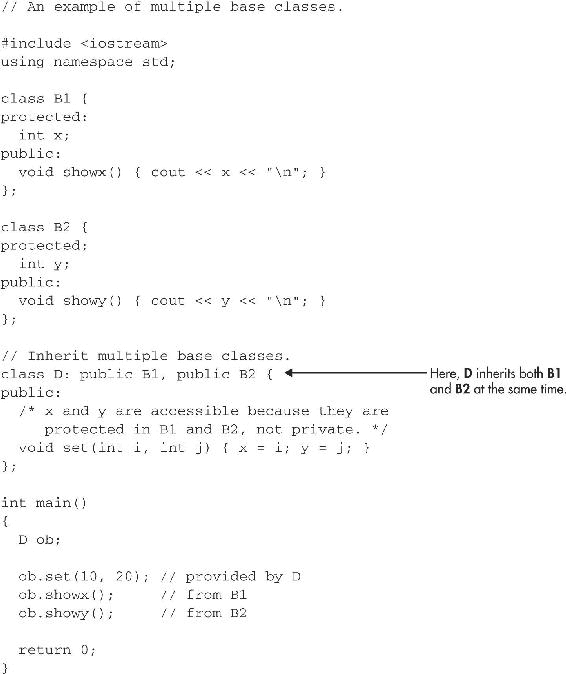 // An example of multiple base classes.
#include <iostream>
using namespace std;
class B1 {
protected:
  int x;
public:
  void showx() { cout << x << "\n"; }
};
class B2 {
protected:
  int y;
public:
  void showy() { cout << y << "\n"; }
};
// Inherit multiple base classes.
class D: public B1, public B2 {
Here, D inherits both B1
and B2 at the same time.
public:
  /* x and y are accessible because they are
     protected in B1 and B2, not private. */
  void set(int i, int j) { x = i; y = j; }
};
int main()
{
  D ob;
  ob.set(10, 20); // provided by D
  ob.showx();     // from B1
  ob.showy();     // from B2
  return 0;
}